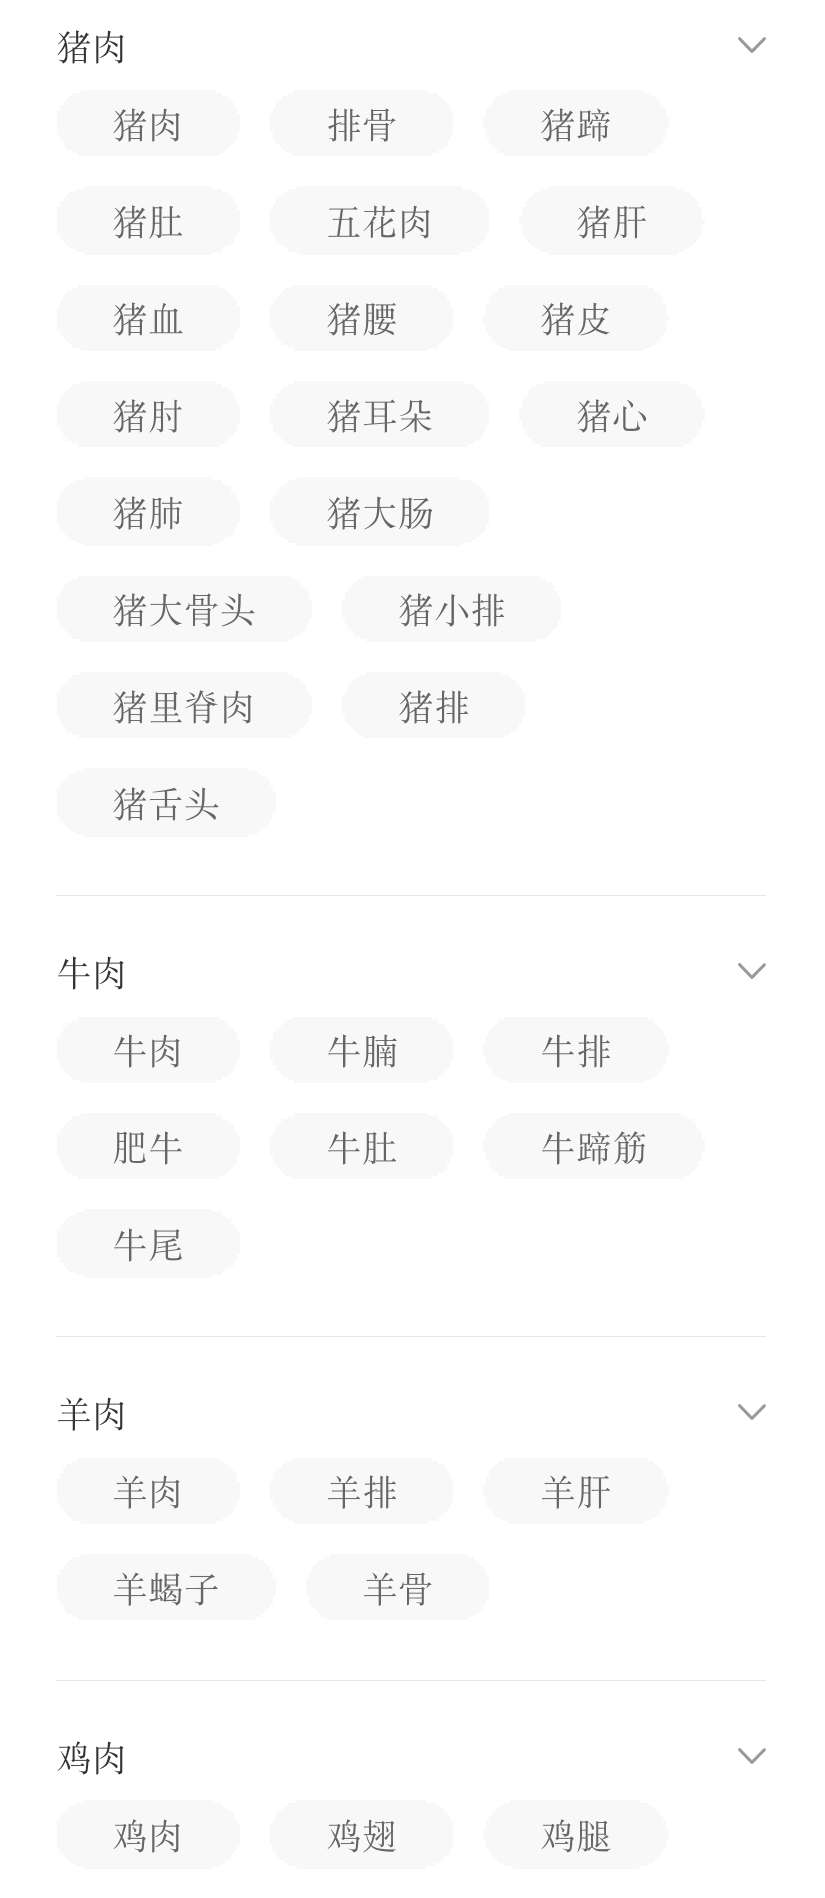 猪肉
猪肉 排骨 猪蹄
猪肚 五花肉 猪肝
猪血 猪腰 猪皮
猪肘 猪耳朵 猪心
猪肺 猪大肠
猪大骨头 猪小排
猪里脊肉 猪排
猪舌头
牛肉
牛肉 牛腩 牛排
肥牛 牛肚 牛蹄筋
牛尾
羊肉
羊肉 羊排 羊肝
羊蝎子 羊骨
鸡肉
鸡肉 鸡翅 鸡腿